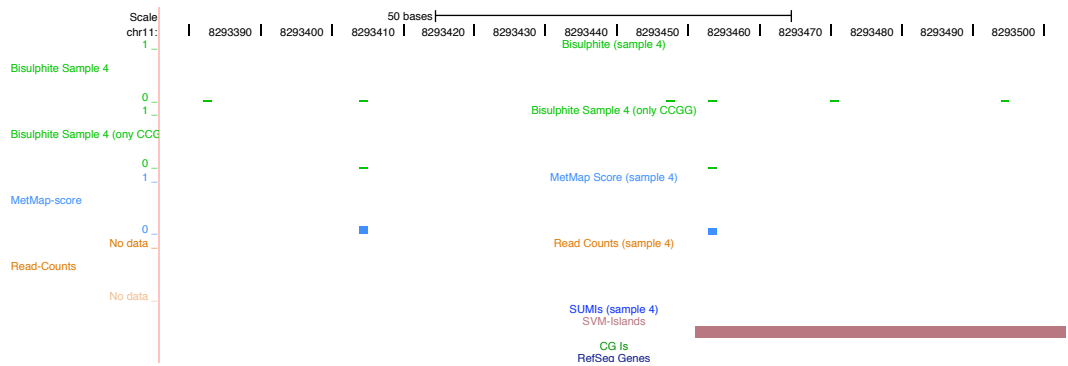 Scale 50 bases
chr11: 8293390 8293400 8293410 8293420 8293430 8293440 8293450 8293460 8293470 8293480 8293490 8293500
Bisulphite (sample 4)
1 _
Bisulphite Sample 4
0 _
Bisulphite Sample 4 (only CCGG)
1 _
Bisulphite Sample 4 (ony CCG
0 _
MetMap Score (sample 4)
1 _
MetMap-score
0 _
No data _ Read Counts (sample 4)
Read-Counts
No data _
SUMIs (sample 4)
SVM-Islands
CG Is
RefSeq Genes